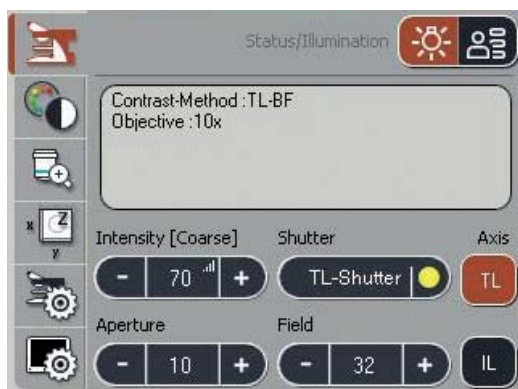 Status/Illumination
Contrast-Method :TL-BF
Objective :10x
Z
x
y
Intensity [Coarse] Shutter Axis
- 70 + TL-Shutter TL
Aperture Field
- 10 + - 32 + IL